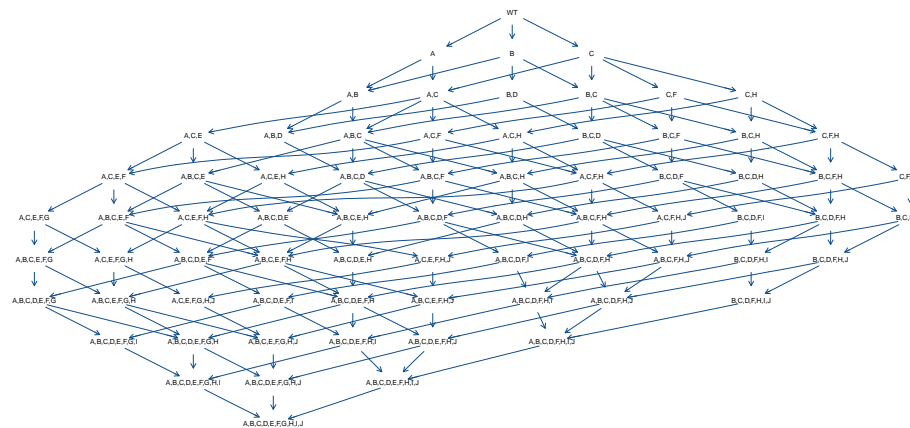 WT
A B C
A,B A,C B,D B,C C,F C,H
A,C,E A,B,D A,B,C A,C,F A,C,H B,C,D B,C,F B,C,H C,F,H
A,C,E,F A,B,C,E A,C,E,H A,B,C,D A,B,C,F A,B,C,H A,C,F,H B,C,D,F B,C,D,H B,C,F,H C,F
A,C,E,F,G A,B,C,E,F A,C,E,F,H A,B,C,D,E A,B,C,E,H A,B,C,D,F A,B,C,D,H A,B,C,F,H A,C,F,H,J B,C,D,F,I B,C,D,F,H
A,B,C,E,F,G A,C,E,F,G,H A,B,C,D,E,F A,B,C,E,F,H A,B,C,D,E,H A,C,E,F,H,J A,B,C,D,F,I A,B,C,D,F,H A,B,C,F,H,J B,C,D,F,H,I B,C,D,F,H,J
A,B,C,D,E,F,G A,B,C,E,F,G,H A,C,E,F,G,H,J A,B,C,D,E,F,I A,B,C,D,E,F,H A,B,C,E,F,H,J A,B,C,D,F,H,I A,B,C,D,F,H,J B,C,D,F,H,I,J
A,B,C,D,E,F,G,I A,B,C,D,E,F,G,H A,B,C,E,F,G,H,J A,B,C,D,E,F,H,I A,B,C,D,E,F,H,J A,B,C,D,F,H,I,J
A,B,C,D,E,F,G,H,I A,B,C,D,E,F,G,H,J A,B,C,D,E,F,H,I,J
A,B,C,D,E,F,G,H,I,J